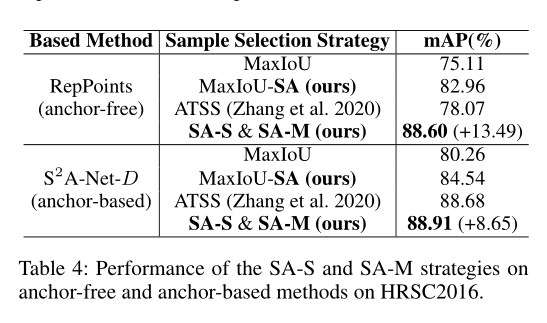 Based Method Sample Selection Strategy mAP(%)
MaxIoU 75.11
RepPoints MaxIoU-SA (ours) 82.96
(anchor-free) ATSS (Zhang et al. 2020) 78.07
SA-S & SA-M (ours) 88.60 (+13.49)
MaxIoU 80.26
S²A-Net-D MaxIoU-SA (ours) 84.54
(anchor-based) ATSS (Zhang et al. 2020) 88.68
SA-S & SA-M (ours) 88.91 (+8.65)
Table 4: Performance of the SA-S and SA-M strategies on
anchor-free and anchor-based methods on HRSC2016.